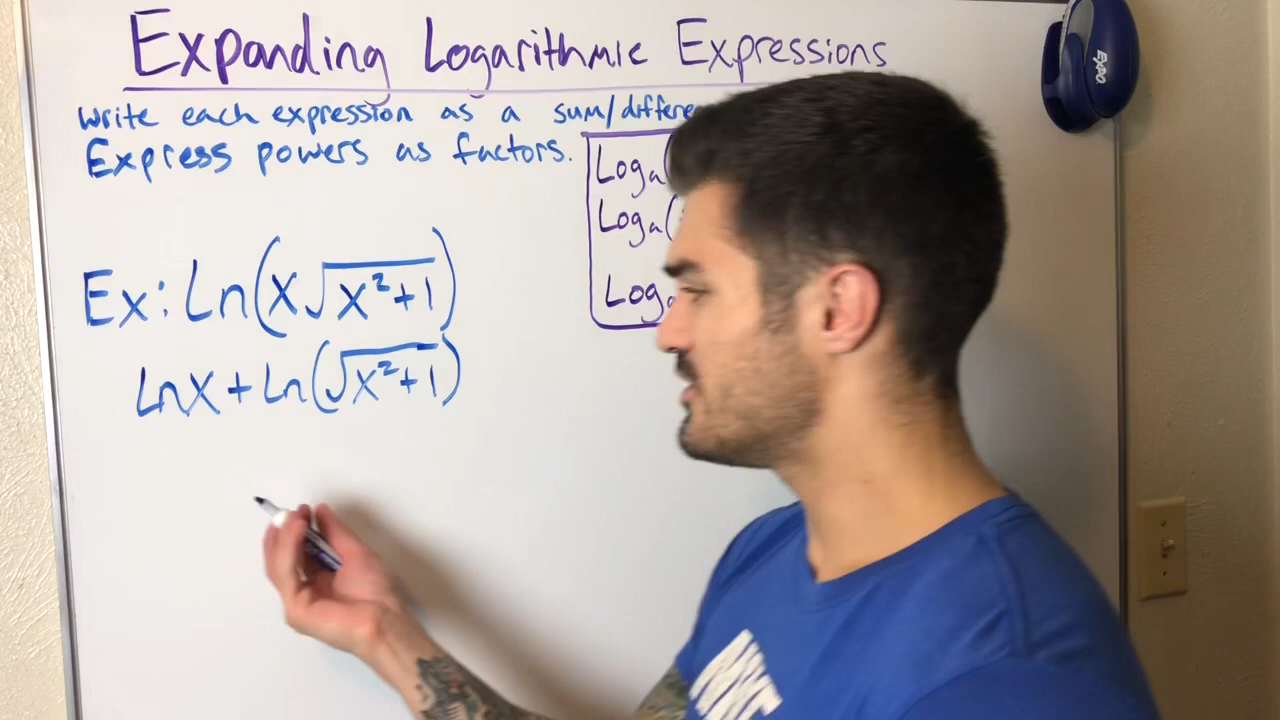 Expanding Logarithmic Expressions
Write each expression as a sum/differe
Express powers as factors.
Logₐ(
Logₐ(
Logₐ
Ex: Ln(x√(x²+1))
Lnx + Ln(√(x²+1))
EXPO